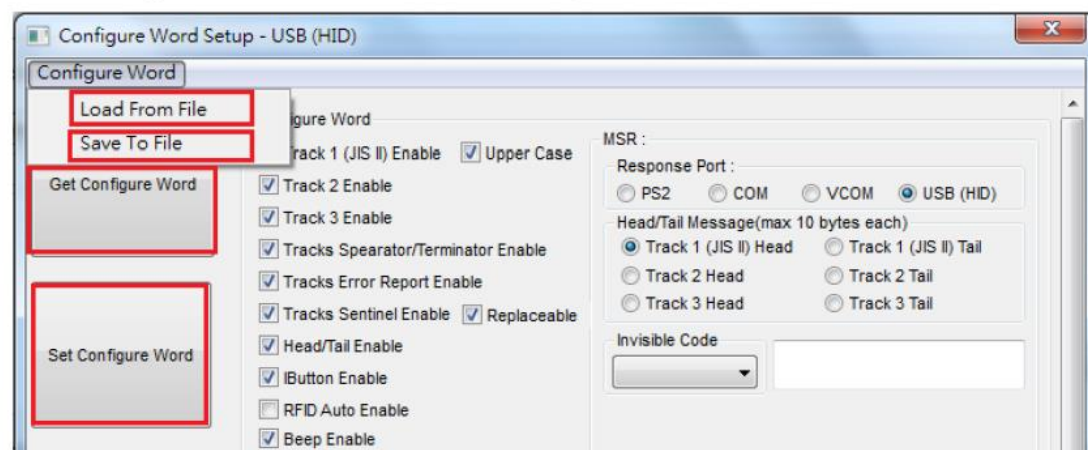 Configure Word Setup - USB (HID)
Configure Word
Load From File
Save To File
Get Configure Word
Set Configure Word
igure Word
rack 1 (JIS II) Enable Upper Case
Track 2 Enable
Track 3 Enable
Tracks Spearator/Terminator Enable
Tracks Error Report Enable
Tracks Sentinel Enable Replaceable
Head/Tail Enable
IButton Enable
RFID Auto Enable
Beep Enable
MSR :
Response Port :
PS2 COM VCOM USB (HID)
Head/Tail Message(max 10 bytes each)
Track 1 (JIS II) Head Track 1 (JIS II) Tail
Track 2 Head Track 2 Tail
Track 3 Head Track 3 Tail
Invisible Code